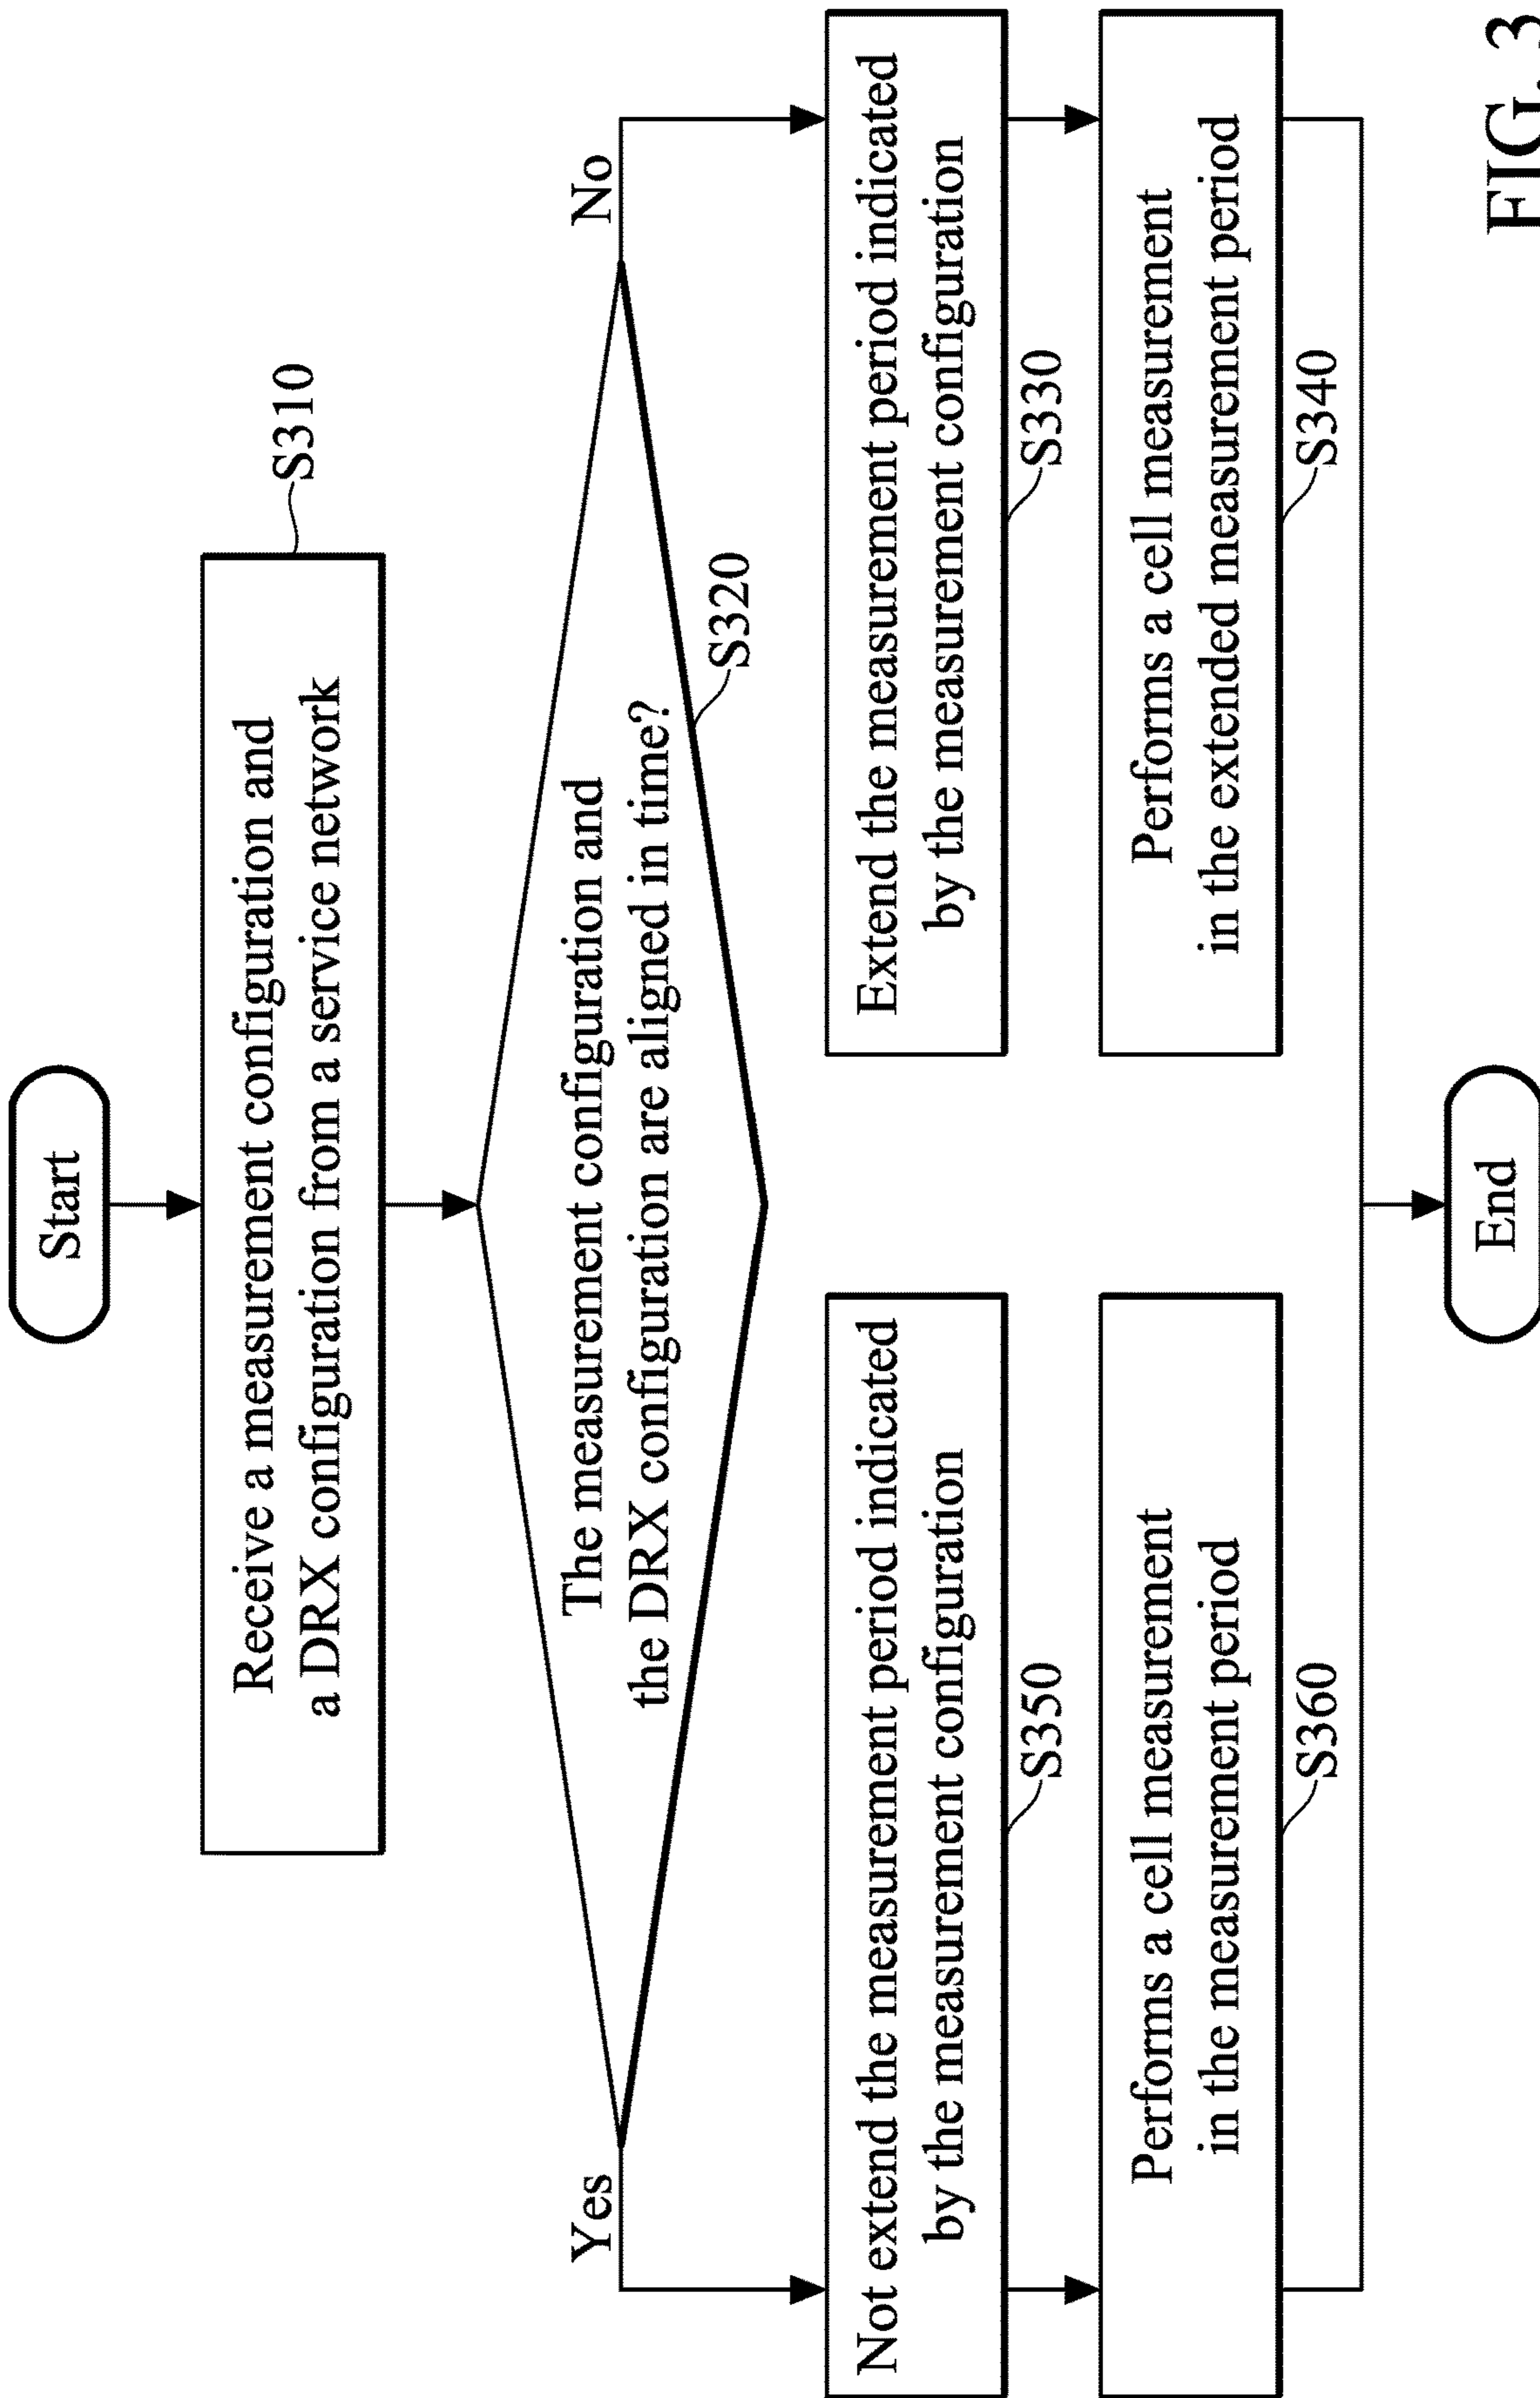 Start
Receive a measurement configuration and
a DRX configuration from a service network
S310
The measurement configuration and
the DRX configuration are aligned in time?
S320
Yes
No
Not extend the measurement period indicated
by the measurement configuration
S350
Extend the measurement period indicated
by the measurement configuration
S330
Performs a cell measurement
in the measurement period
S360
Performs a cell measurement
in the extended measurement period
S340
End
FIG. 3